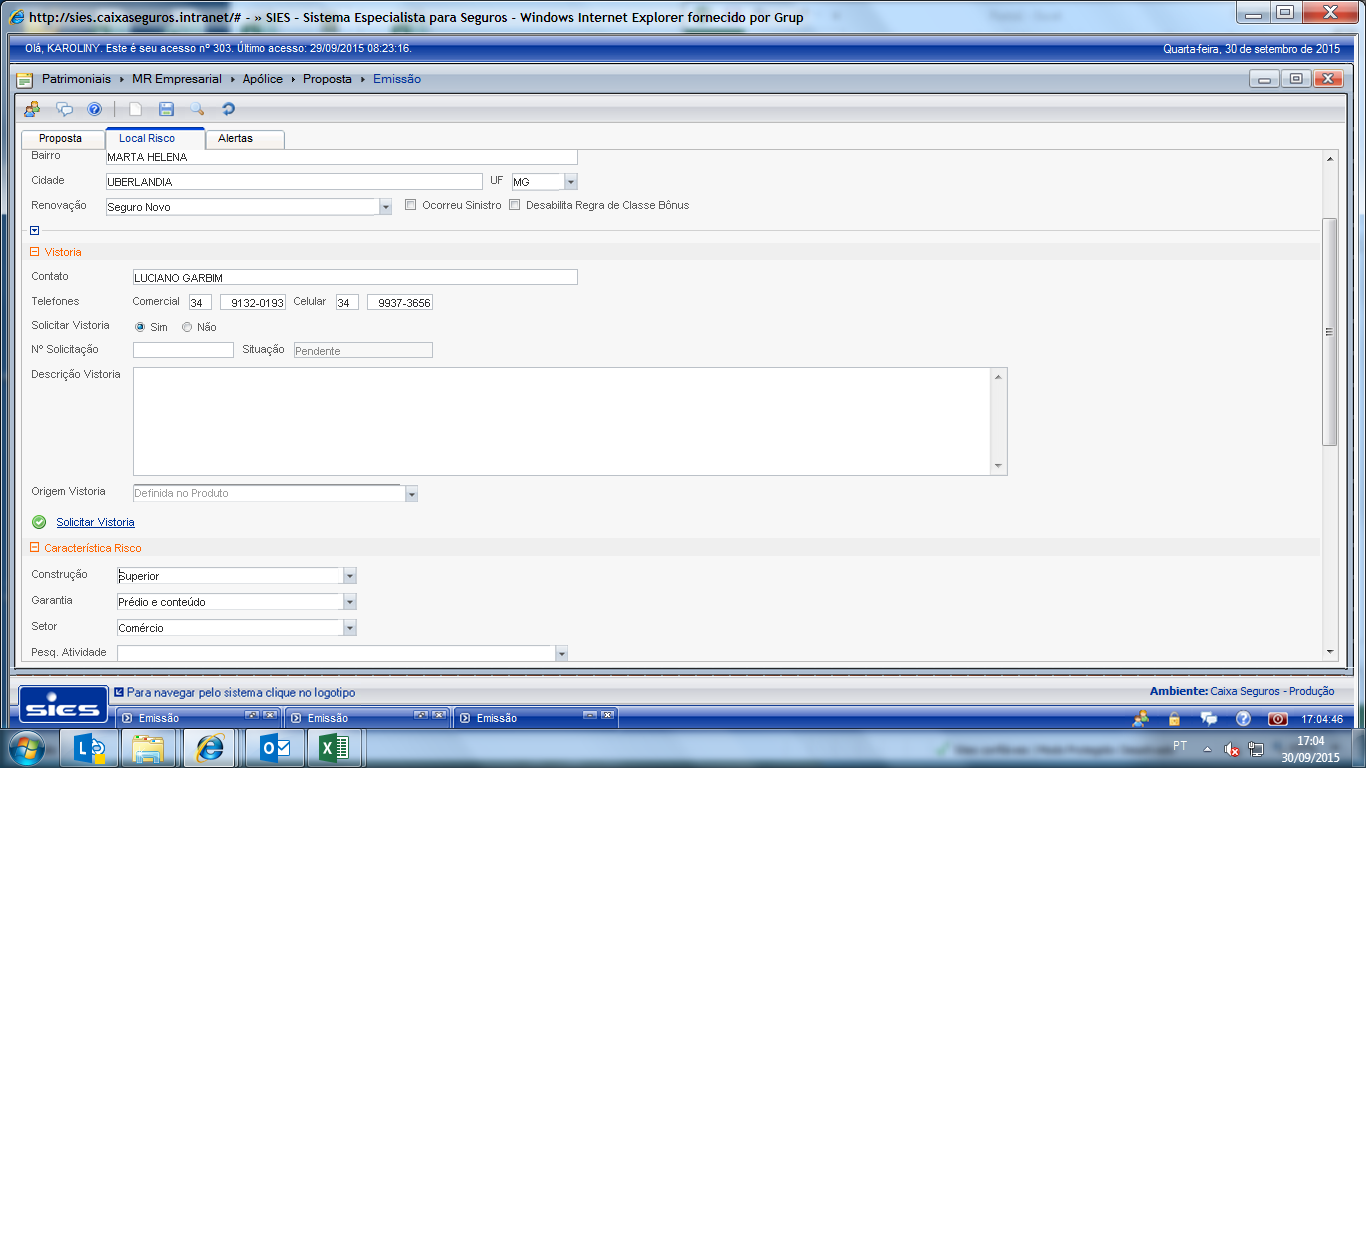 http://sies.caixaseguros.intranet/# - » SIES - Sistema Especialista para Seguros - Windows Internet Explorer fornecido por Grup
Olá, KAROLINY. Este é seu acesso nº 303. Último acesso: 29/09/2015 08:23:16.
Quarta-feira, 30 de setembro de 2015
Patrimoniais MR Empresarial Apólice Proposta Emissão
Proposta Local Risco Alertas
Bairro MARTA HELENA
Cidade UBERLANDIA UF MG
Renovação Seguro Novo Ocorreu Sinistro Desabilita Regra de Classe Bônus
Vistoria
Contato LUCIANO GARBIM
Telefones Comercial 34 9132-0193 Celular 34 9937-3656
Solicitar Vistoria Sim Não
Nº Solicitação Situação Pendente
Descrição Vistoria
Origem Vistoria Definida no Produto
Solicitar Vistoria
Característica Risco
Construção Superior
Garantia Prédio e conteúdo
Setor Comércio
Pesq. Atividade
sies Para navegar pelo sistema clique no logotipo
Ambiente: Caixa Seguros - Produção
Emissão Emissão Emissão 17:04:46
PT 17:04
30/09/2015